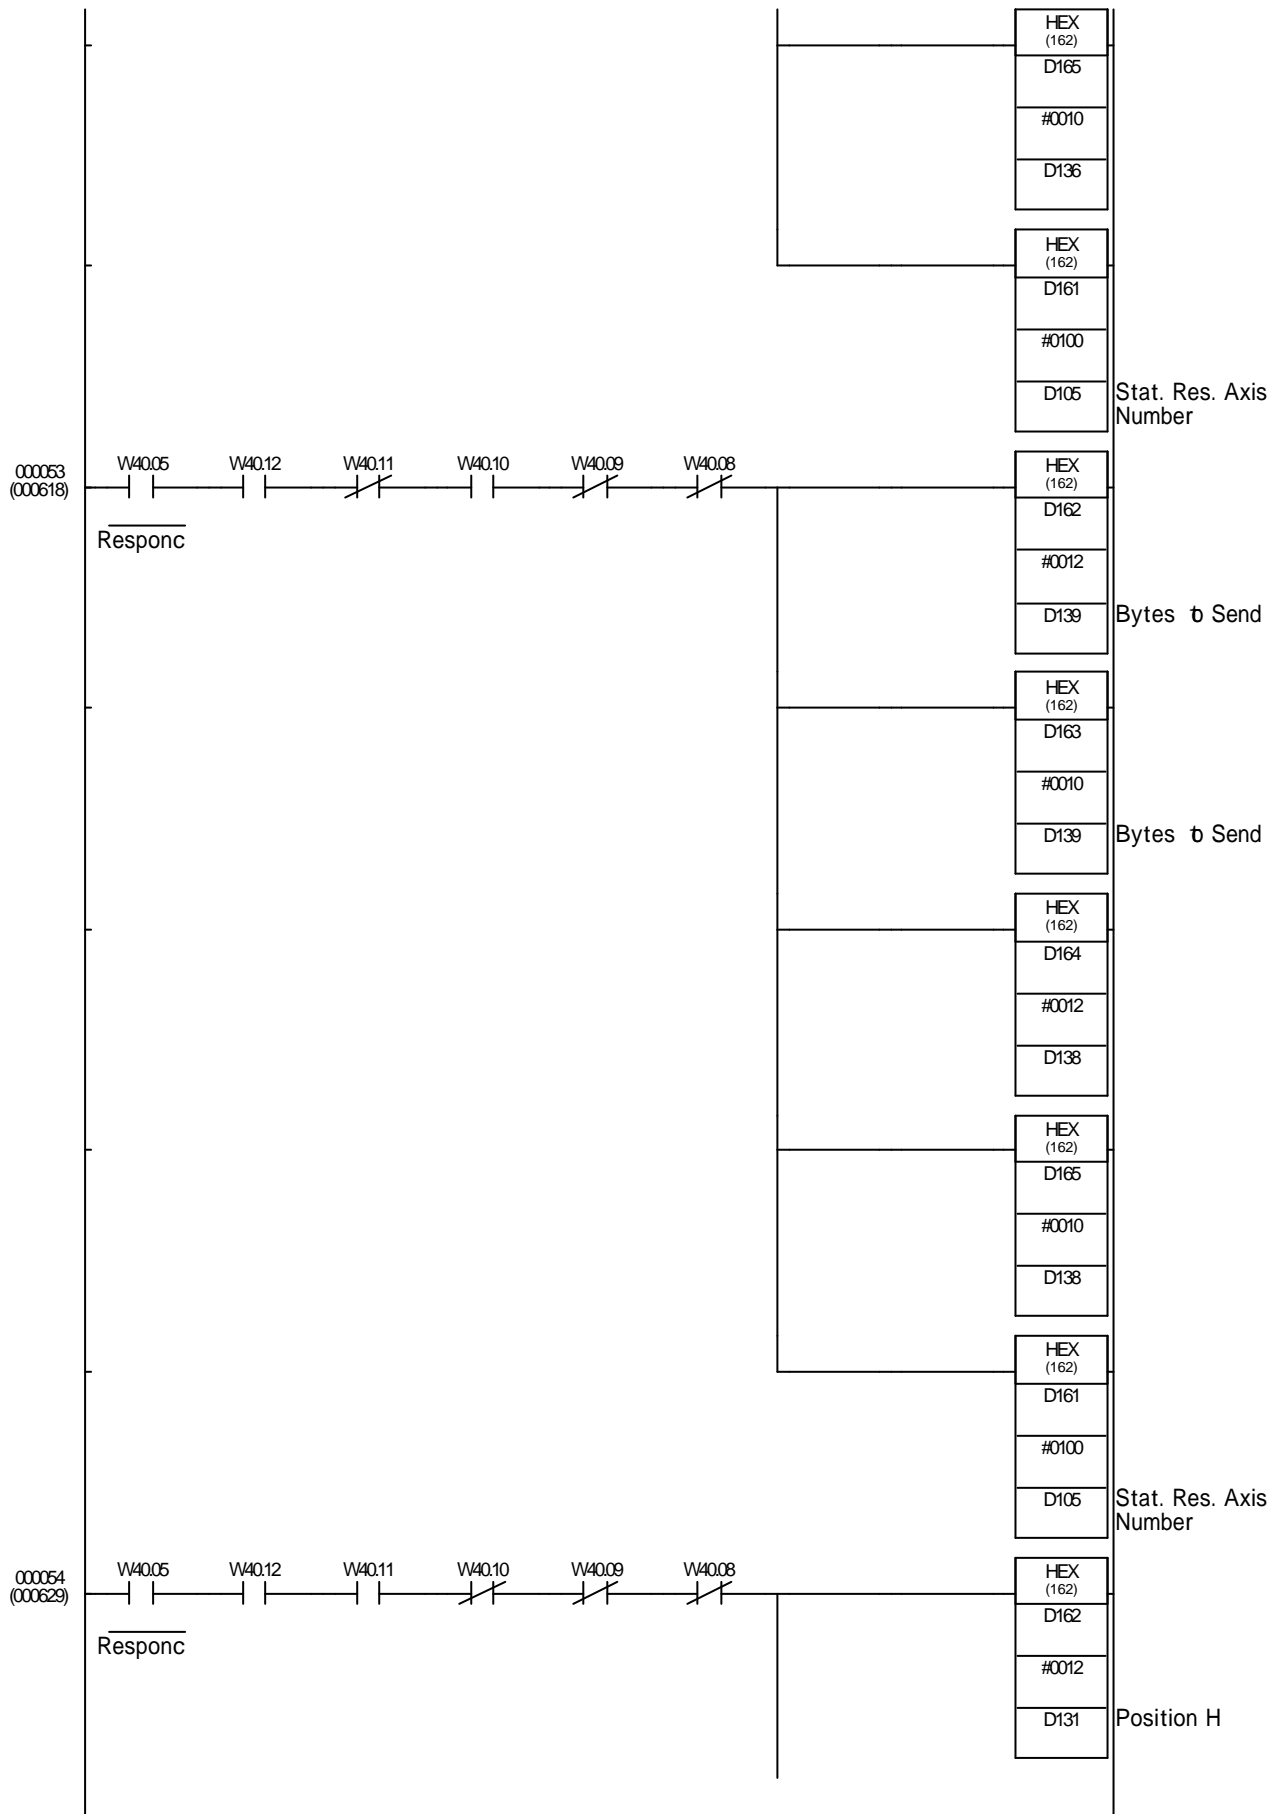 HEX
(162)
D165
#0010
D136
HEX
(162)
D161
#0100
D105 Stat. Res. Axis
Number
000053
(000618)
W40.05 W40.12 W40.11 W40.10 W40.09 W40.08
Responc
HEX
(162)
D162
#0012
D139 Bytes to Send
HEX
(162)
D163
#0010
D139 Bytes to Send
HEX
(162)
D164
#0012
D138
HEX
(162)
D165
#0010
D138
HEX
(162)
D161
#0100
D105 Stat. Res. Axis
Number
000054
(000629)
W40.05 W40.12 W40.11 W40.10 W40.09 W40.08
Responc
HEX
(162)
D162
#0012
D131 Position H